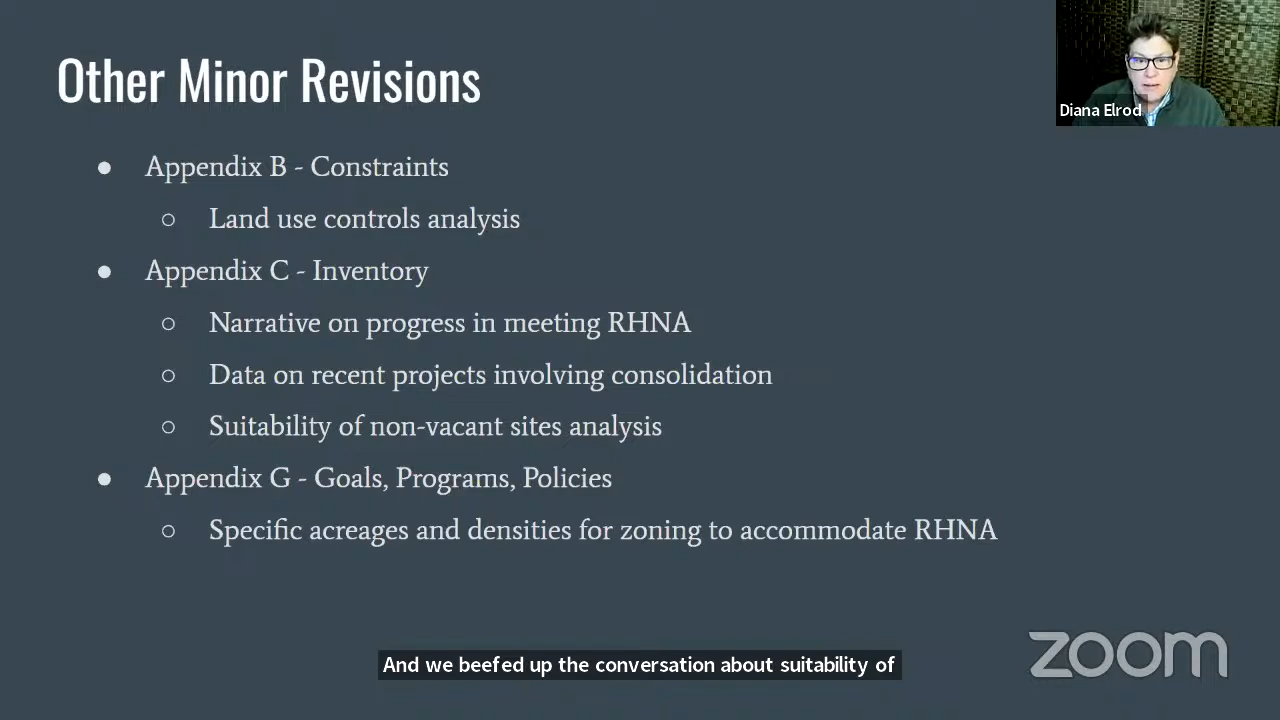 Other Minor Revisions
Diana Elrod
● Appendix B - Constraints
○ Land use controls analysis
● Appendix C - Inventory
○ Narrative on progress in meeting RHNA
○ Data on recent projects involving consolidation
○ Suitability of non-vacant sites analysis
● Appendix G - Goals, Programs, Policies
○ Specific acreages and densities for zoning to accommodate RHNA
And we beefed up the conversation about suitability of
zoom